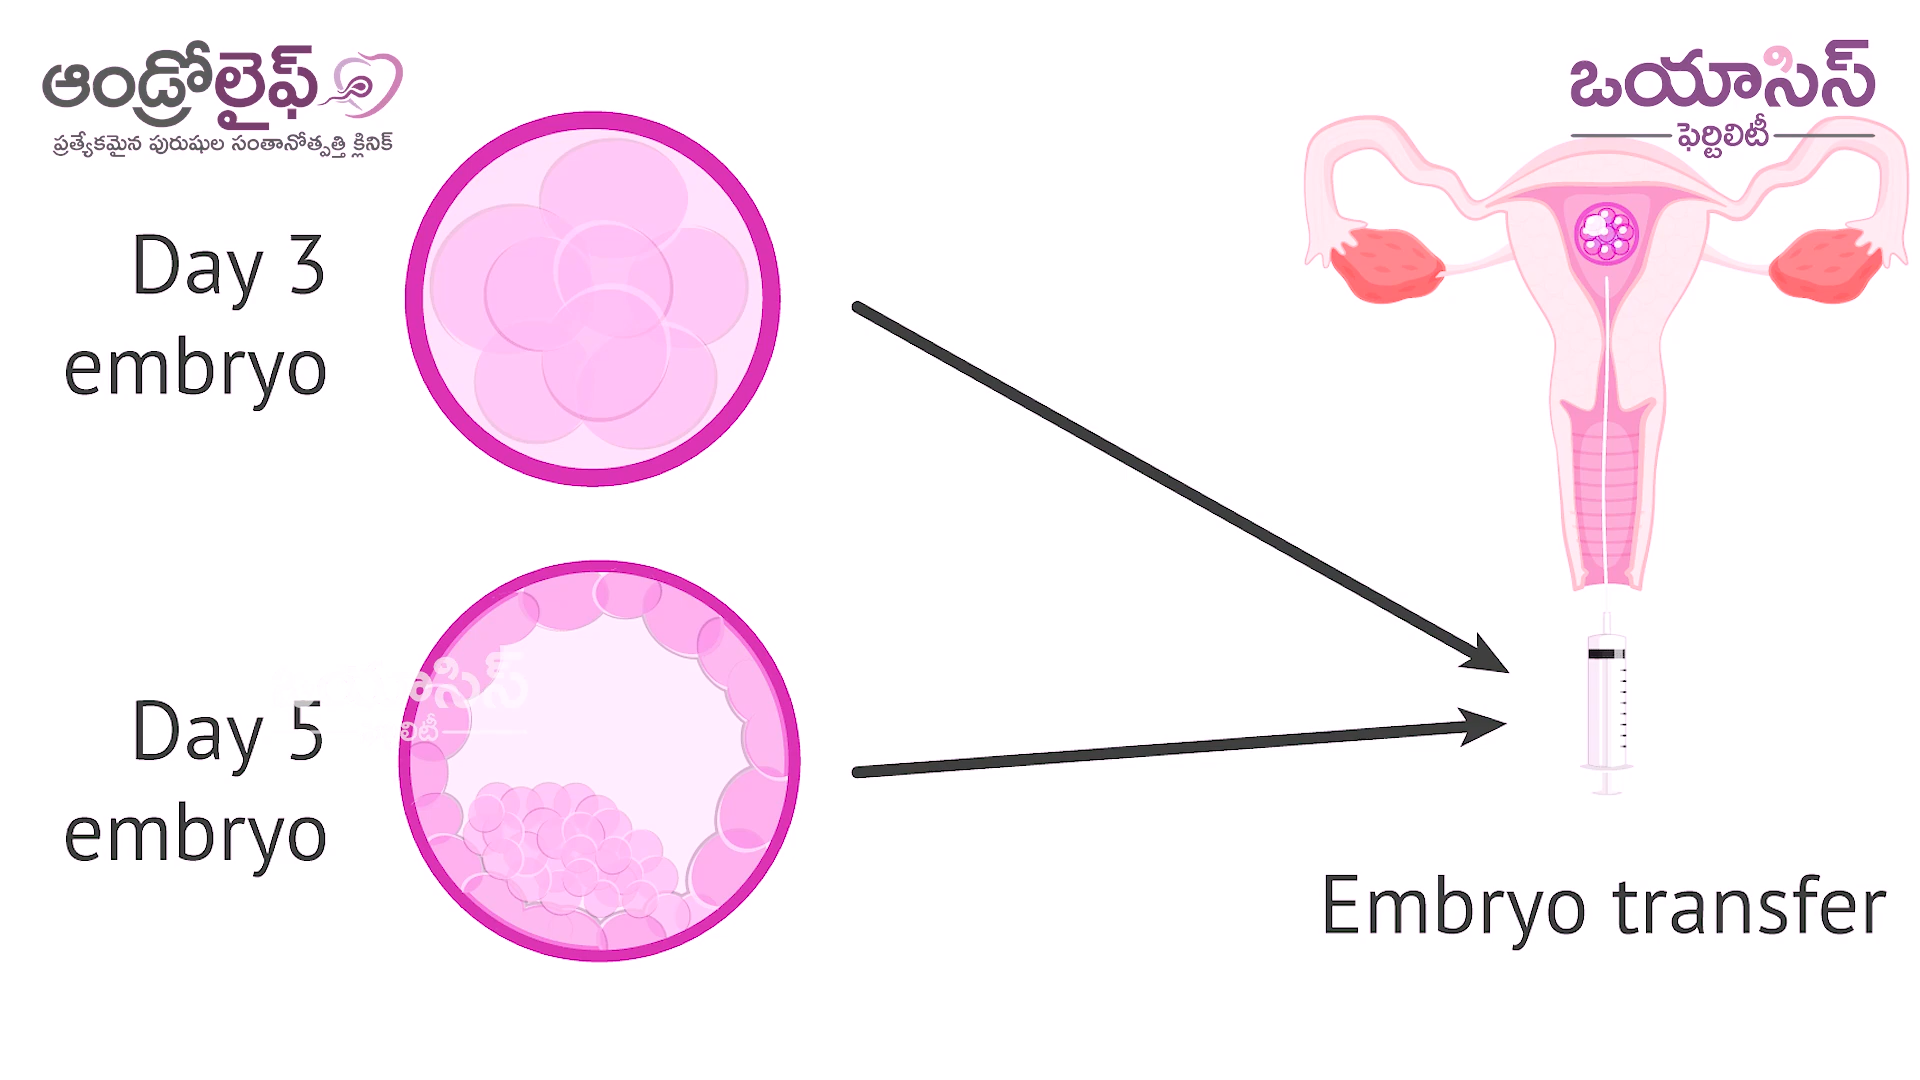 ఆండ్రోలైఫ్
ప్రత్యేకమైన పురుషుల సంతానోత్పత్తి క్లినిక్
ఒయాసిస్
ఫెర్టిలిటీ
Day 3
embryo
Day 5
embryo
Embryo transfer